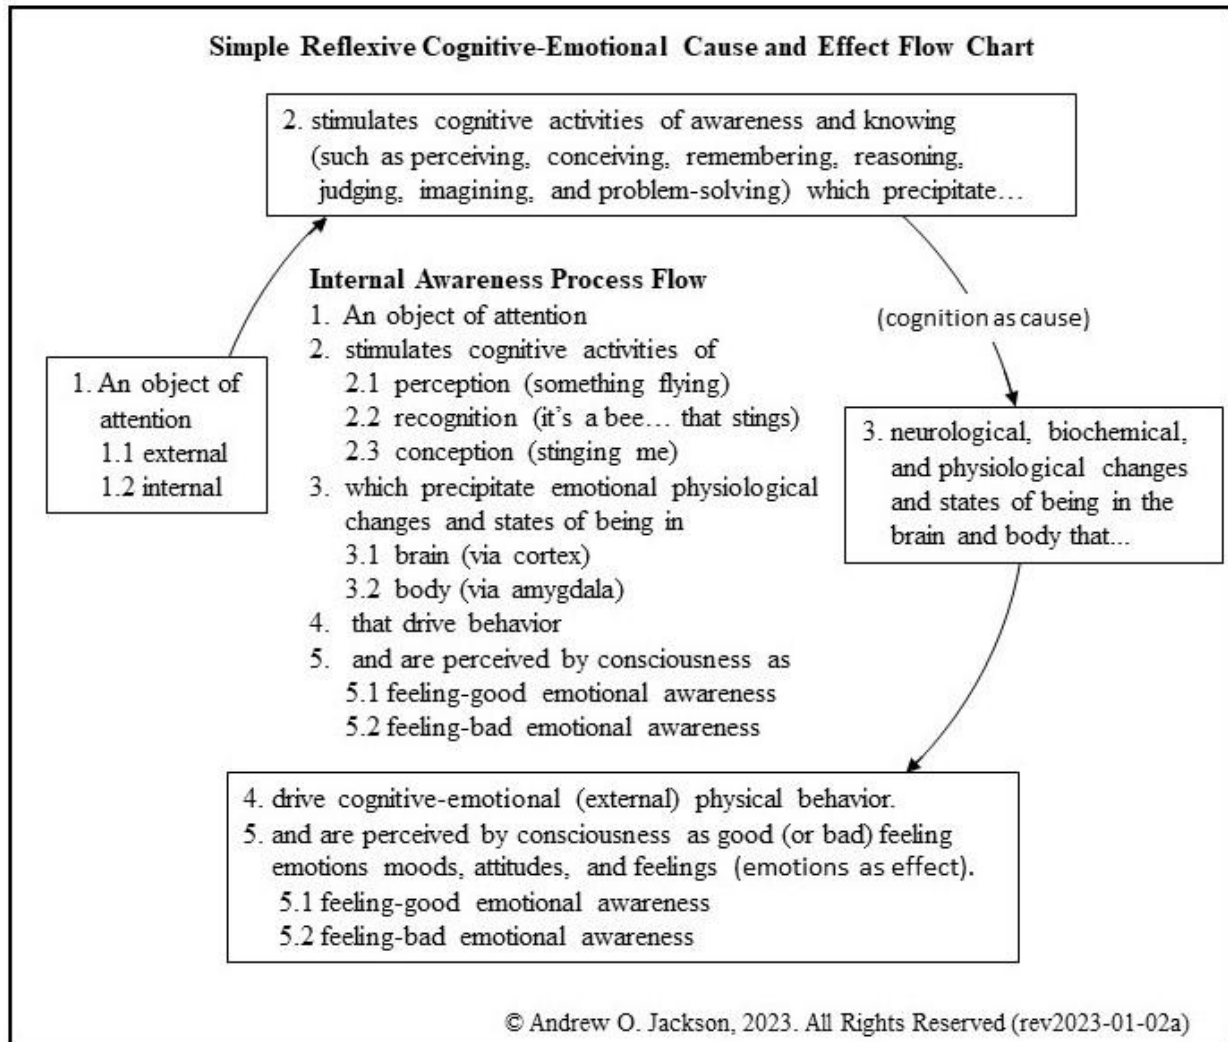 Simple Reflexive Cognitive-Emotional Cause and Effect Flow Chart
2. stimulates cognitive activities of awareness and knowing
(such as perceiving, conceiving, remembering, reasoning,
judging, imagining, and problem-solving) which precipitate…
Internal Awareness Process Flow
1. An object of attention
2. stimulates cognitive activities of
2.1 perception (something flying)
2.2 recognition (it's a bee… that stings)
2.3 conception (stinging me)
3. which precipitate emotional physiological
changes and states of being in
3.1 brain (via cortex)
3.2 body (via amygdala)
4. that drive behavior
5. and are perceived by consciousness as
5.1 feeling-good emotional awareness
5.2 feeling-bad emotional awareness
(cognition as cause)
1. An object of
attention
1.1 external
1.2 internal
3. neurological, biochemical,
and physiological changes
and states of being in the
brain and body that...
4. drive cognitive-emotional (external) physical behavior.
5. and are perceived by consciousness as good (or bad) feeling
emotions moods, attitudes, and feelings (emotions as effect).
5.1 feeling-good emotional awareness
5.2 feeling-bad emotional awareness
© Andrew O. Jackson, 2023. All Rights Reserved (rev2023-01-02a)